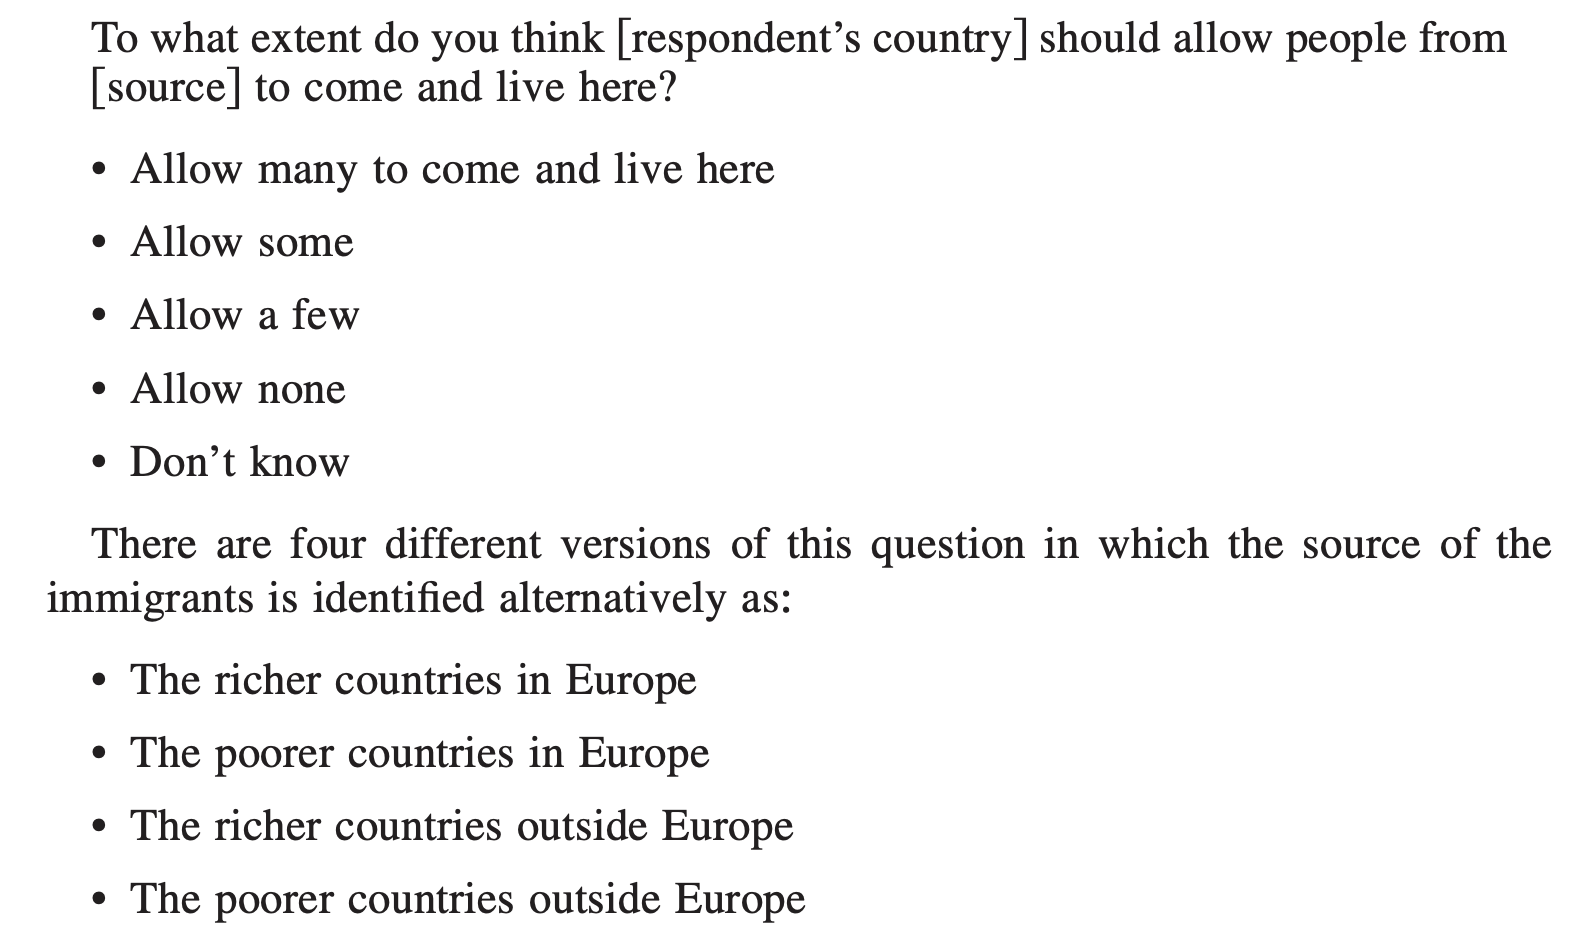 To what extent do you think [respondent’s country] should allow people from
[source] to come and live here?
• Allow many to come and live here
• Allow some
• Allow a few
• Allow none
• Don’t know
There are four different versions of this question in which the source of the
immigrants is identified alternatively as:
• The richer countries in Europe
• The poorer countries in Europe
• The richer countries outside Europe
• The poorer countries outside Europe